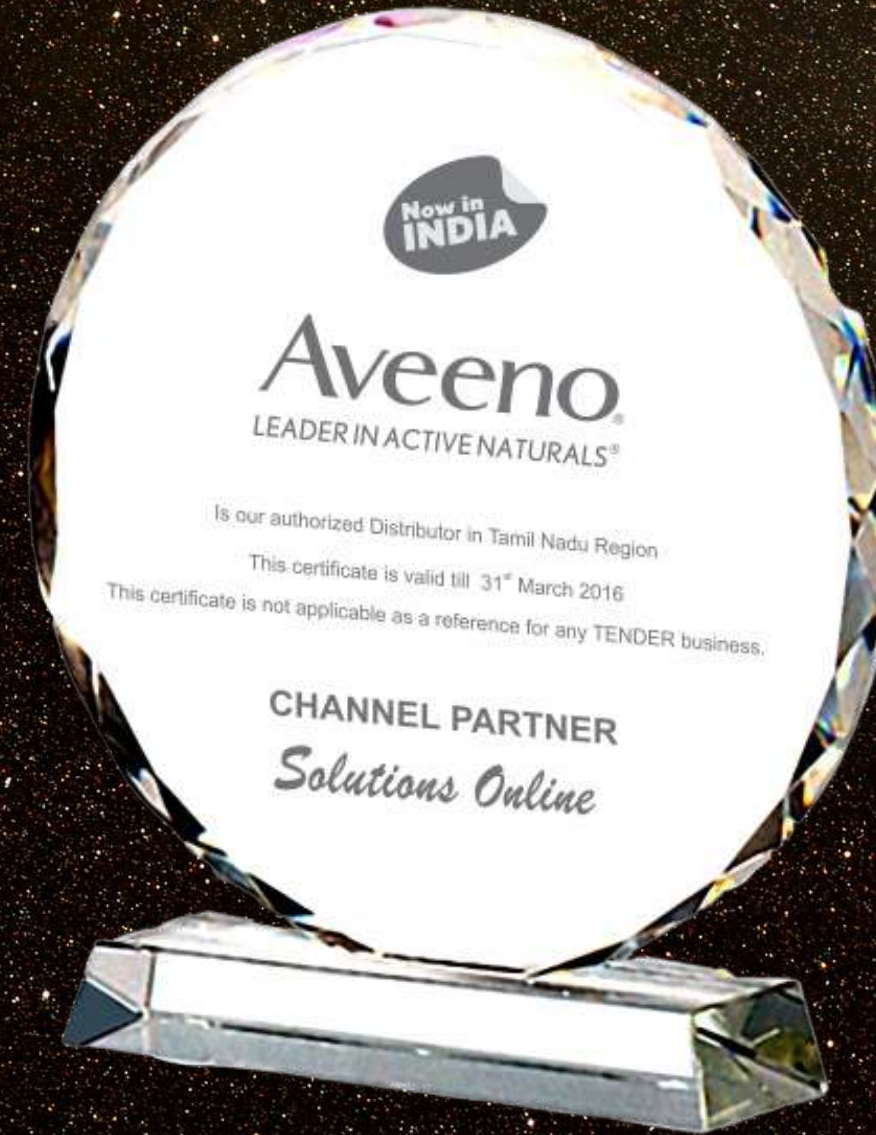 Now in
INDIA
Aveeno®
LEADER IN ACTIVE NATURALS®
Is our authorized Distributor in Tamil Nadu Region
This certificate is valid till 31st March 2016
This certificate is not applicable as a reference for any TENDER business.
CHANNEL PARTNER
Solutions Online